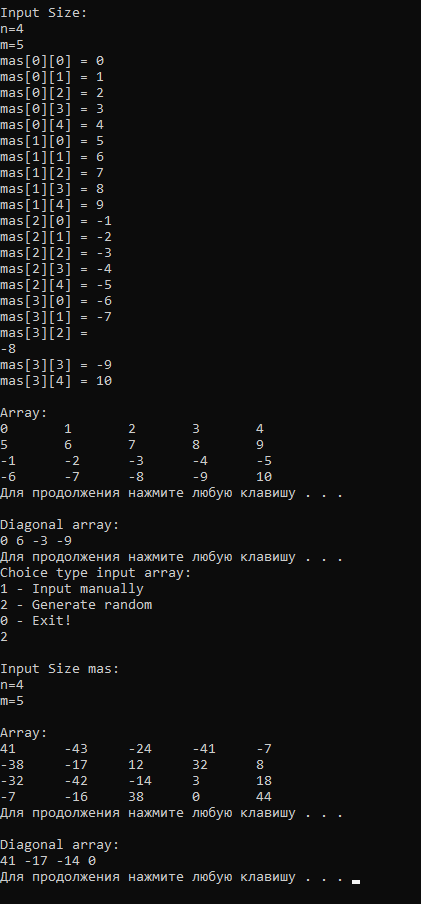 Input Size:
n=4
m=5
mas[0][0] = 0
mas[0][1] = 1
mas[0][2] = 2
mas[0][3] = 3
mas[0][4] = 4
mas[1][0] = 5
mas[1][1] = 6
mas[1][2] = 7
mas[1][3] = 8
mas[1][4] = 9
mas[2][0] = -1
mas[2][1] = -2
mas[2][2] = -3
mas[2][3] = -4
mas[2][4] = -5
mas[3][0] = -6
mas[3][1] = -7
mas[3][2] =
-8
mas[3][3] = -9
mas[3][4] = 10
Array:
0 1 2 3 4
5 6 7 8 9
-1 -2 -3 -4 -5
-6 -7 -8 -9 10
Для продолжения нажмите любую клавишу . . .
Diagonal array:
0 6 -3 -9
Для продолжения нажмите любую клавишу . . .
Choice type input array:
1 - Input manually
2 - Generate random
0 - Exit!
2
Input Size mas:
n=4
m=5
Array:
41 -43 -24 -41 -7
-38 -17 12 32 8
-32 -42 -14 3 18
-7 -16 38 0 44
Для продолжения нажмите любую клавишу . . .
Diagonal array:
41 -17 -14 0
Для продолжения нажмите любую клавишу . . .